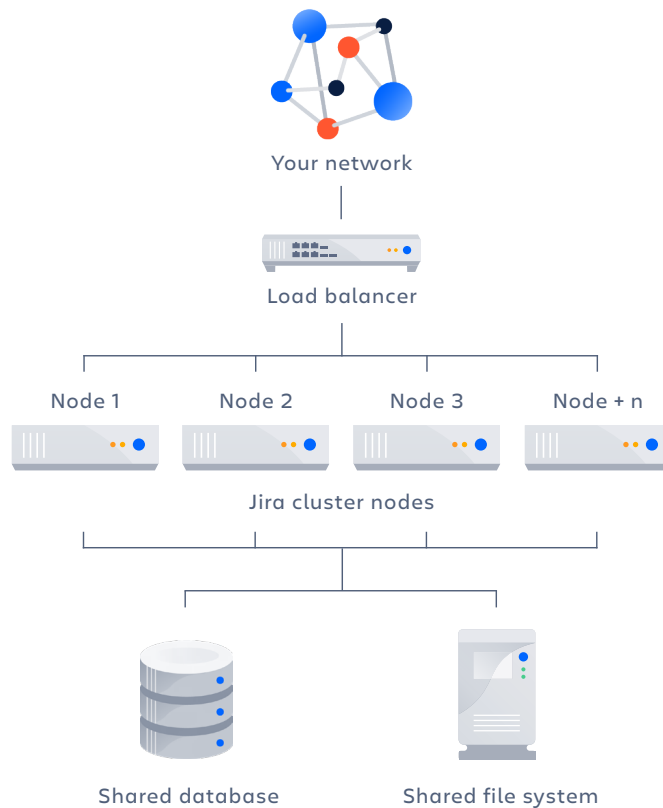 Your network
Load balancer
Node 1
Node 2
Node 3
Node + n
Jira cluster nodes
Shared database
Shared file system